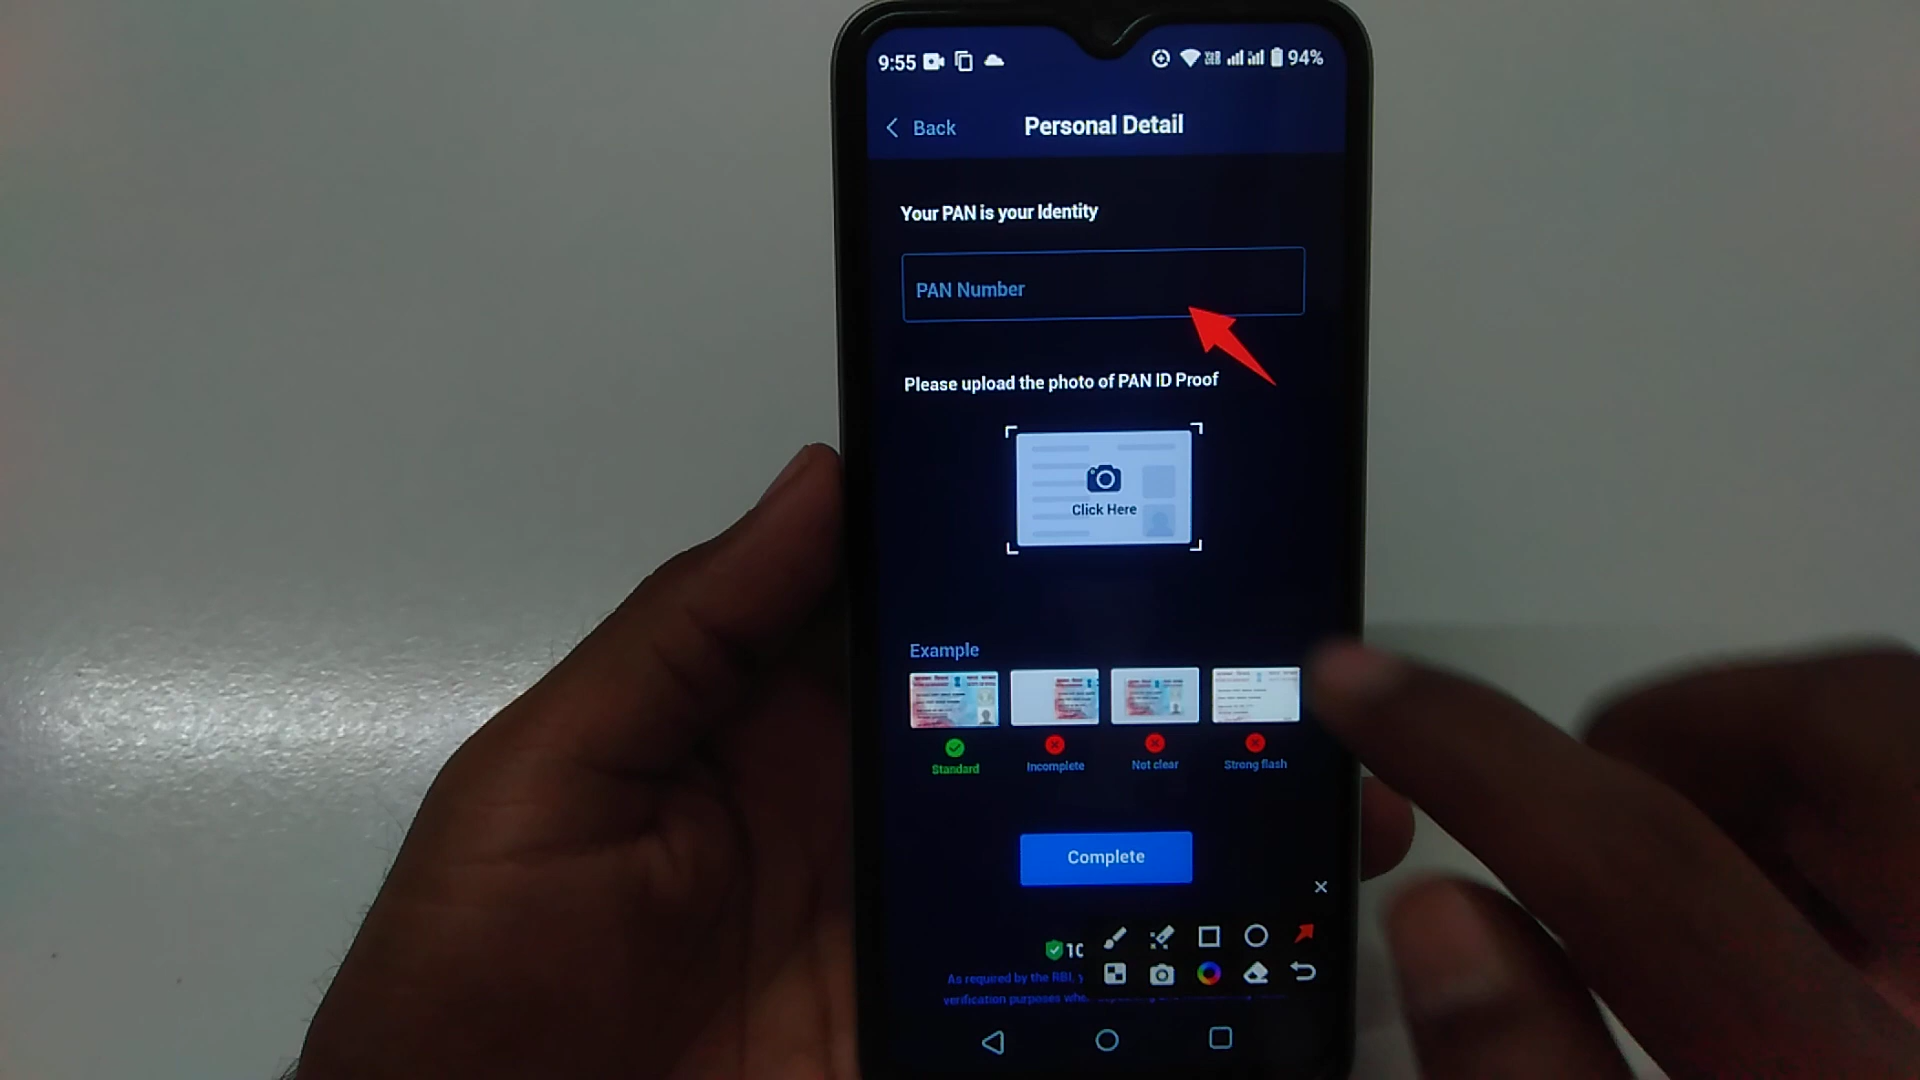 9:55
94%
Back
Personal Detail
Your PAN is your Identity
PAN Number
Please upload the photo of PAN ID Proof
Click Here
Example
Standard
Incomplete
Not clear
Strong flash
Complete
10
As required by the RBI, y
verification purposes whe